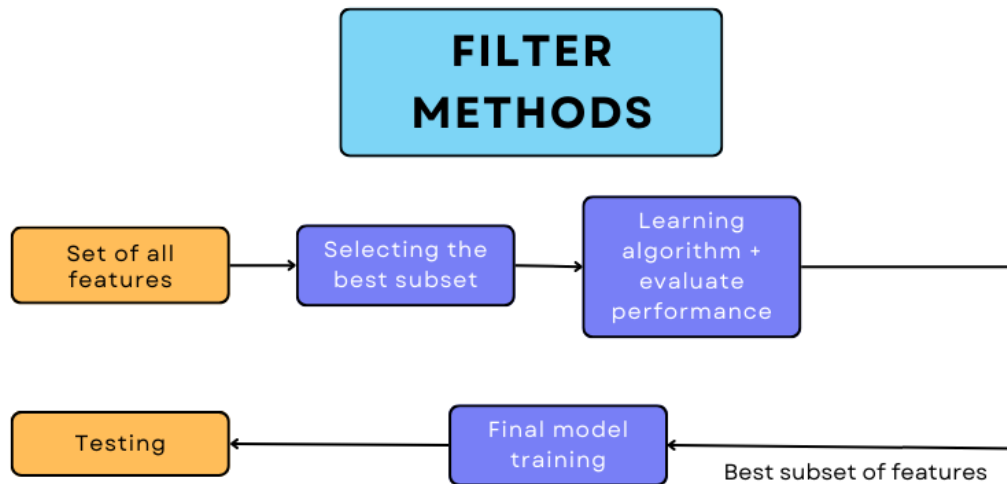 FILTER
METHODS
Set of all
features
Selecting the
best subset
Learning
algorithm +
evaluate
performance
Testing
Final model
training
Best subset of features